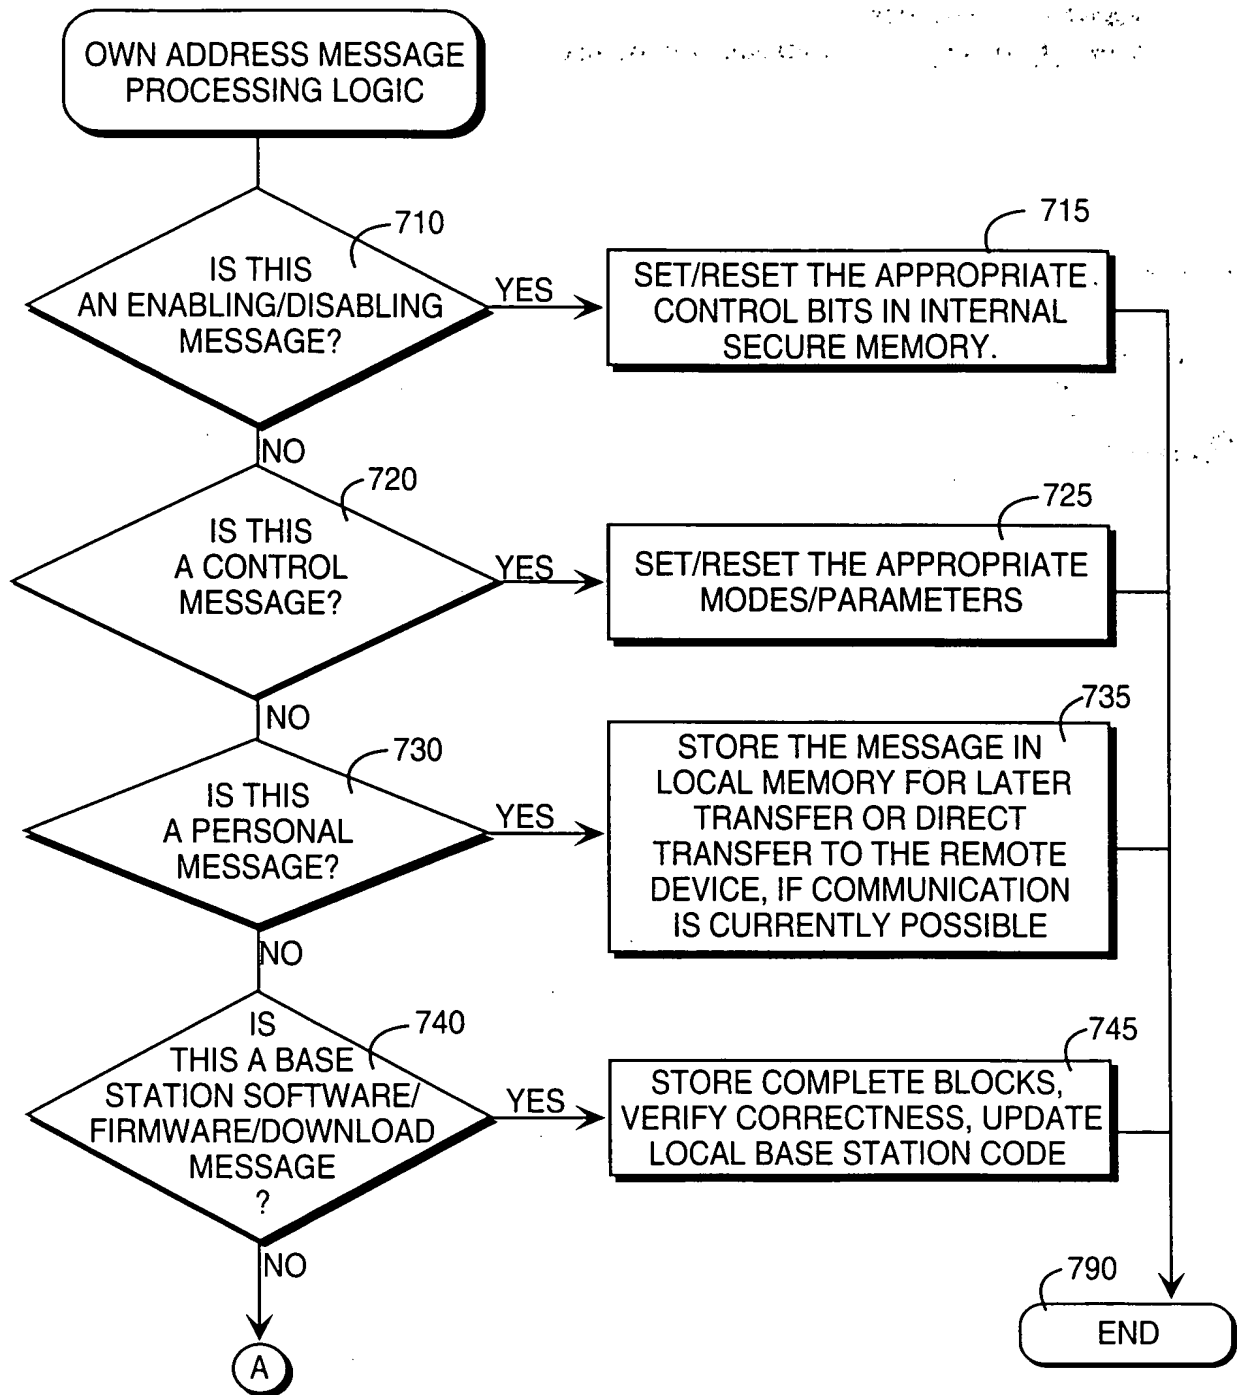 OWN ADDRESS MESSAGE
PROCESSING LOGIC
710
IS THIS
AN ENABLING/DISABLING
MESSAGE?
YES
715
SET/RESET THE APPROPRIATE
CONTROL BITS IN INTERNAL
SECURE MEMORY.
NO
720
IS THIS
A CONTROL
MESSAGE?
YES
725
SET/RESET THE APPROPRIATE
MODES/PARAMETERS
NO
730
IS THIS
A PERSONAL
MESSAGE?
YES
735
STORE THE MESSAGE IN
LOCAL MEMORY FOR LATER
TRANSFER OR DIRECT
TRANSFER TO THE REMOTE
DEVICE, IF COMMUNICATION
IS CURRENTLY POSSIBLE
NO
740
IS
THIS A BASE
STATION SOFTWARE/
FIRMWARE/DOWNLOAD
MESSAGE
?
YES
745
STORE COMPLETE BLOCKS,
VERIFY CORRECTNESS, UPDATE
LOCAL BASE STATION CODE
NO
A
790
END